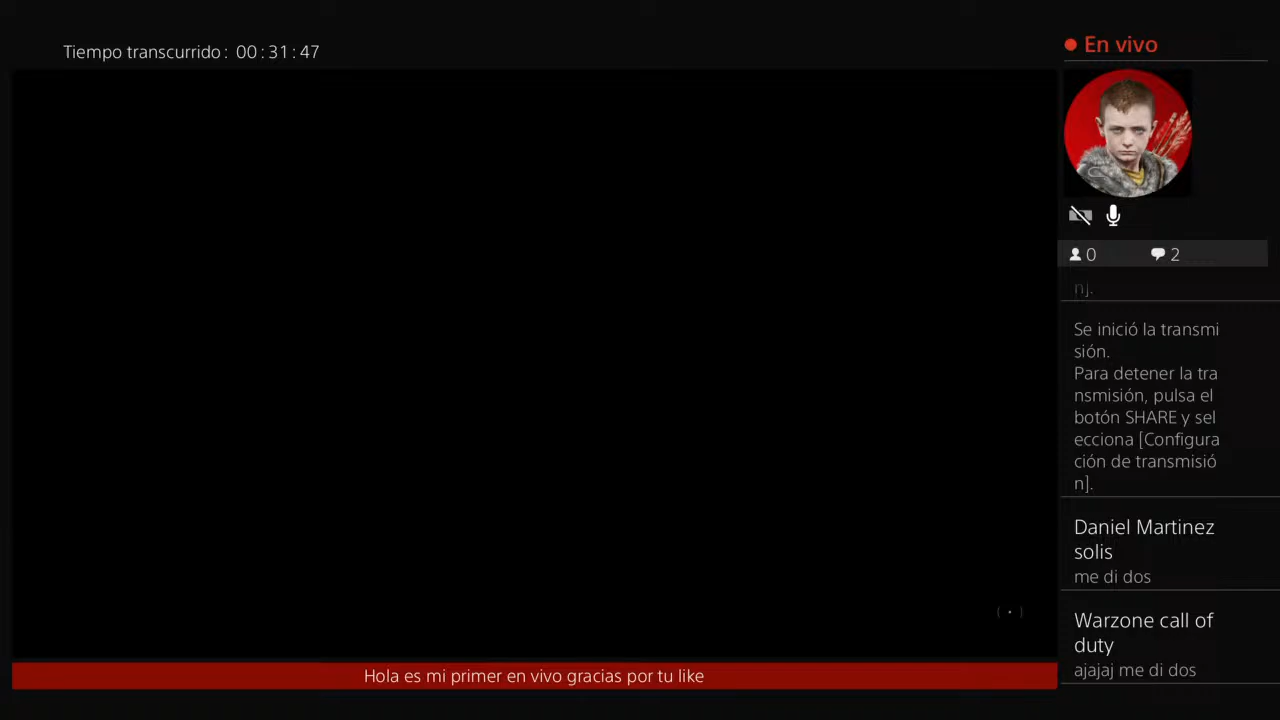 Tiempo transcurrido: 00:31:47
En vivo
0 2
n].
Se inició la transmi
sión.
Para detener la tra
nsmisión, pulsa el
botón SHARE y sel
ecciona [Configura
ción de transmisió
n].
Daniel Martinez
solis
me di dos
Warzone call of
duty
ajajaj me di dos
Hola es mi primer en vivo gracias por tu like